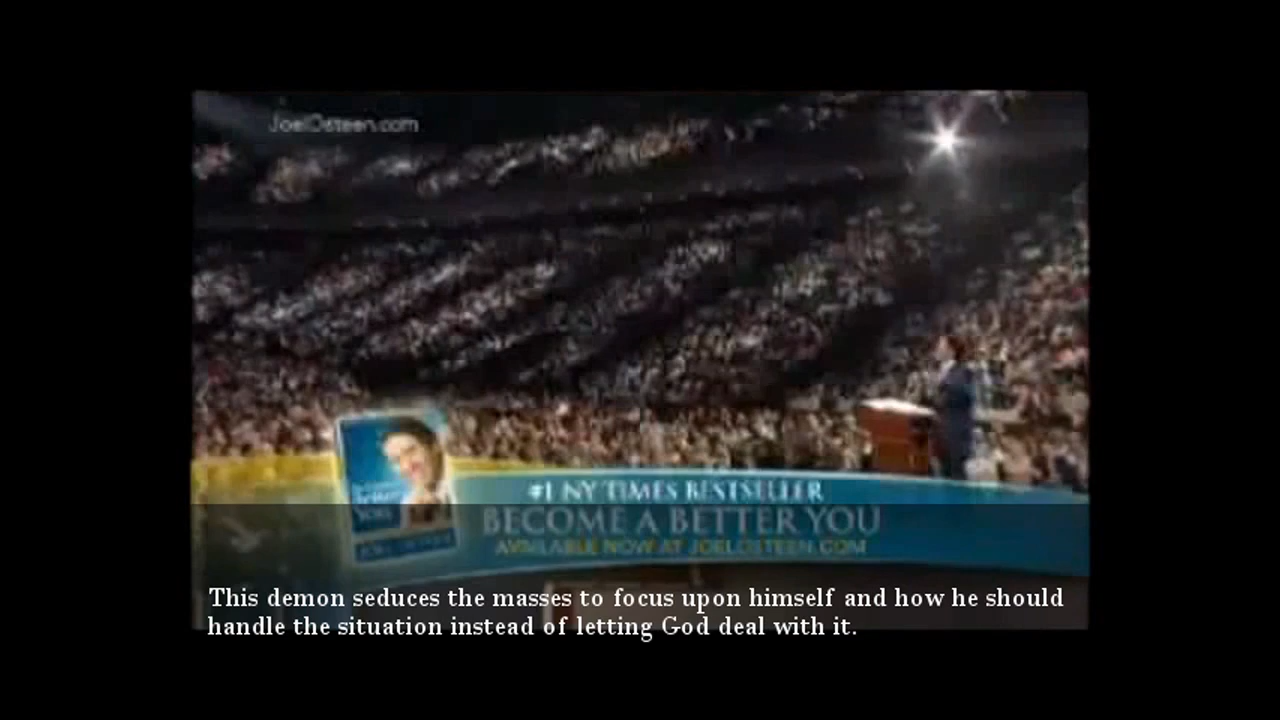 JoelOsteen.com
#1 NY TIMES BESTSELLER
BECOME A BETTER YOU
AVAILABLE NOW AT JOELOSTEEN.COM
This demon seduces the masses to focus upon himself and how he should
handle the situation instead of letting God deal with it.